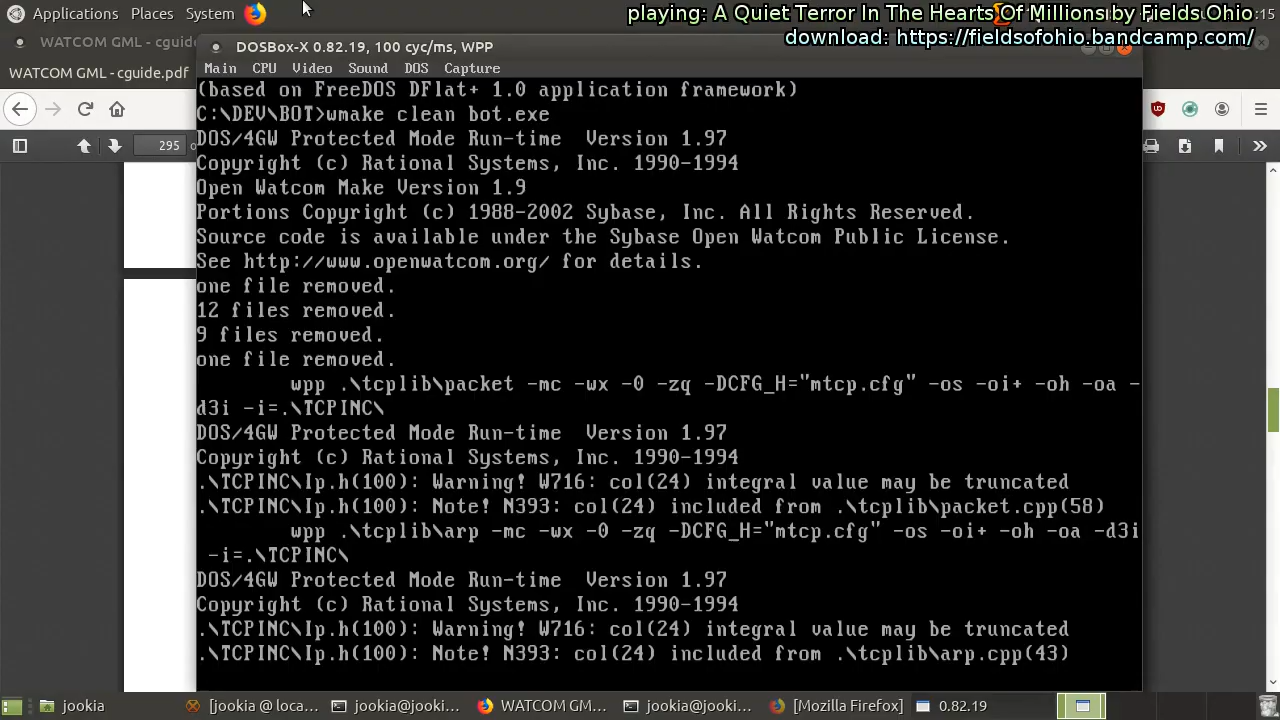 Applications Places System
playing: A Quiet Terror In The Hearts Of Millions by Fields Ohio
:15
download: https://fieldsofohio.bandcamp.com/
WATCOM GML - cguide
DOSBox-X 0.82.19, 100 cyc/ms, WPP
WATCOM GML - cguide.pdf
Main CPU Video Sound DOS Capture
295
(based on FreeDOS DFlat+ 1.0 application framework)
C:\DEV\BOT>wmake clean bot.exe
DOS/4GW Protected Mode Run-time  Version 1.97
Copyright (c) Rational Systems, Inc. 1990-1994
Open Watcom Make Version 1.9
Portions Copyright (c) 1988-2002 Sybase, Inc. All Rights Reserved.
Source code is available under the Sybase Open Watcom Public License.
See http://www.openwatcom.org/ for details.
one file removed.
12 files removed.
9 files removed.
one file removed.
        wpp .\tcplib\packet -mc -wx -0 -zq -DCFG_H="mtcp.cfg" -os -oi+ -oh -oa -
d3i -i=.\TCPINC\
DOS/4GW Protected Mode Run-time  Version 1.97
Copyright (c) Rational Systems, Inc. 1990-1994
.\TCPINC\Ip.h(100): Warning! W716: col(24) integral value may be truncated
.\TCPINC\Ip.h(100): Note! N393: col(24) included from .\tcplib\packet.cpp(58)
        wpp .\tcplib\arp -mc -wx -0 -zq -DCFG_H="mtcp.cfg" -os -oi+ -oh -oa -d3i
 -i=.\TCPINC\
DOS/4GW Protected Mode Run-time  Version 1.97
Copyright (c) Rational Systems, Inc. 1990-1994
.\TCPINC\Ip.h(100): Warning! W716: col(24) integral value may be truncated
.\TCPINC\Ip.h(100): Note! N393: col(24) included from .\tcplib\arp.cpp(43)
jookia [jookia @ loca... jookia@jooki... WATCOM GM... jookia@jooki... [Mozilla Firefox] 0.82.19